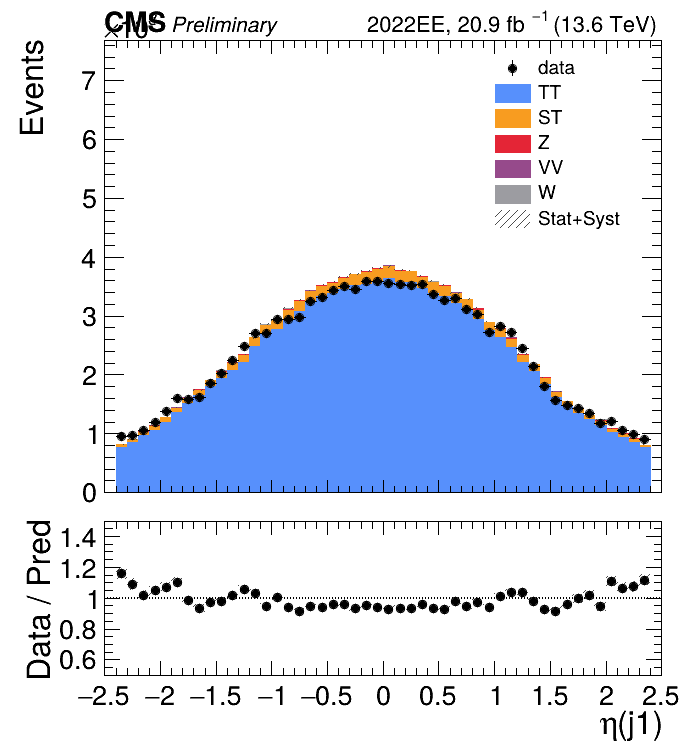 CMS Preliminary 2022EE, 20.9 fb⁻¹ (13.6 TeV)
Events
7
6
5
4
3
2
1
0
data
TT
ST
Z
VV
W
Stat+Syst
Data / Pred
1.4
1.2
1
0.8
0.6
−2.5 −2 −1.5 −1 −0.5 0 0.5 1 1.5 2 2.5
η(j1)